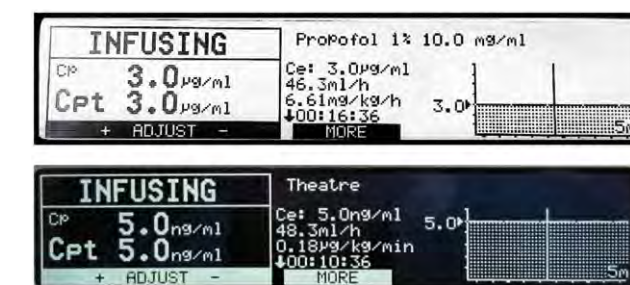 INFUSING
Propofol 1% 10.0 mg/ml
Cp 3.0µg/ml
Cpt 3.0µg/ml
+ ADJUST -
Ce: 3.0µg/ml
46.3ml/h
6.61mg/kg/h
↓00:16:36
MORE
3.0
5m
INFUSING
Theatre
Cp 5.0ng/ml
Cpt 5.0ng/ml
+ ADJUST -
Ce: 5.0ng/ml
48.3ml/h
0.18µg/kg/min
↓00:10:36
MORE
5.0
5m